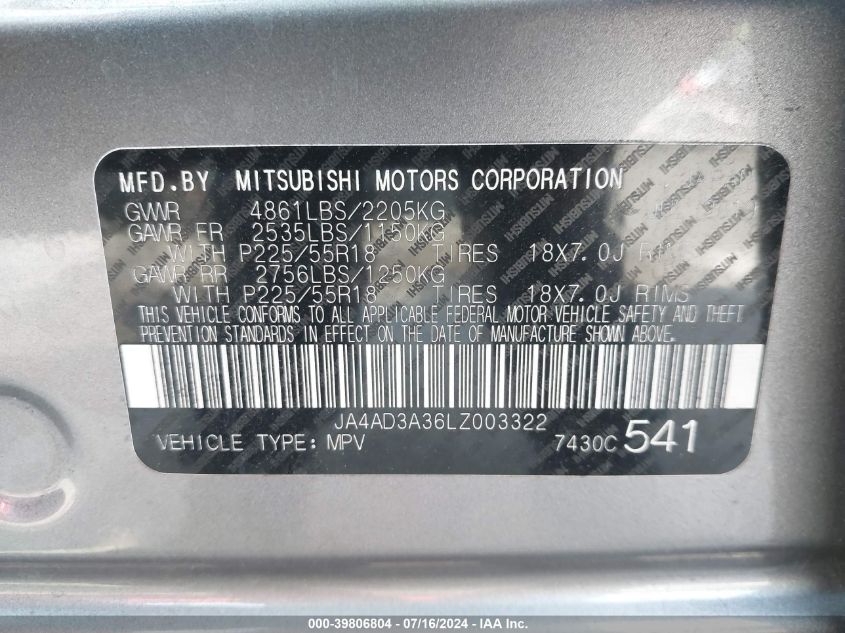 MFD.BY MITSUBISHI MOTORS CORPORATION
GVWR 4861LBS/2205KG
GAWR FR 2535LBS/1150KG
WITH P225/55R18 TIRES 18X7.0J RIMS
GAWR RR 2756LBS/1250KG
WITH P225/55R18 TIRES 18X7.0J RIMS
THIS VEHICLE CONFORMS TO ALL APPLICABLE FEDERAL MOTOR VEHICLE SAFETY AND THEFT
PREVENTION STANDARDS IN EFFECT ON THE DATE OF MANUFACTURE SHOWN ABOVE.
JA4AD3A36LZ003322
VEHICLE TYPE: MPV 7430C 541
000-39806804 - 07/16/2024 - IAA Inc.